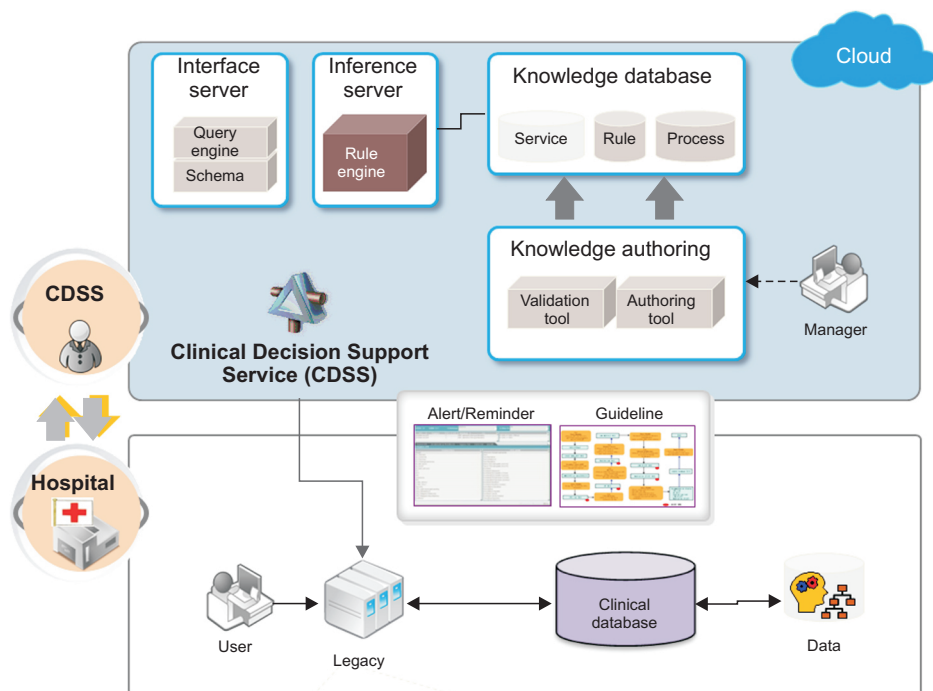 Cloud
Interface
server
Query
engine
Schema
Inference
server
Rule
engine
Knowledge database
Service
Rule
Process
Knowledge authoring
Validation
tool
Authoring
tool
Manager
CDSS
Clinical Decision Support
Service (CDSS)
Alert/Reminder
Guideline
Hospital
User
Legacy
Clinical
database
Data